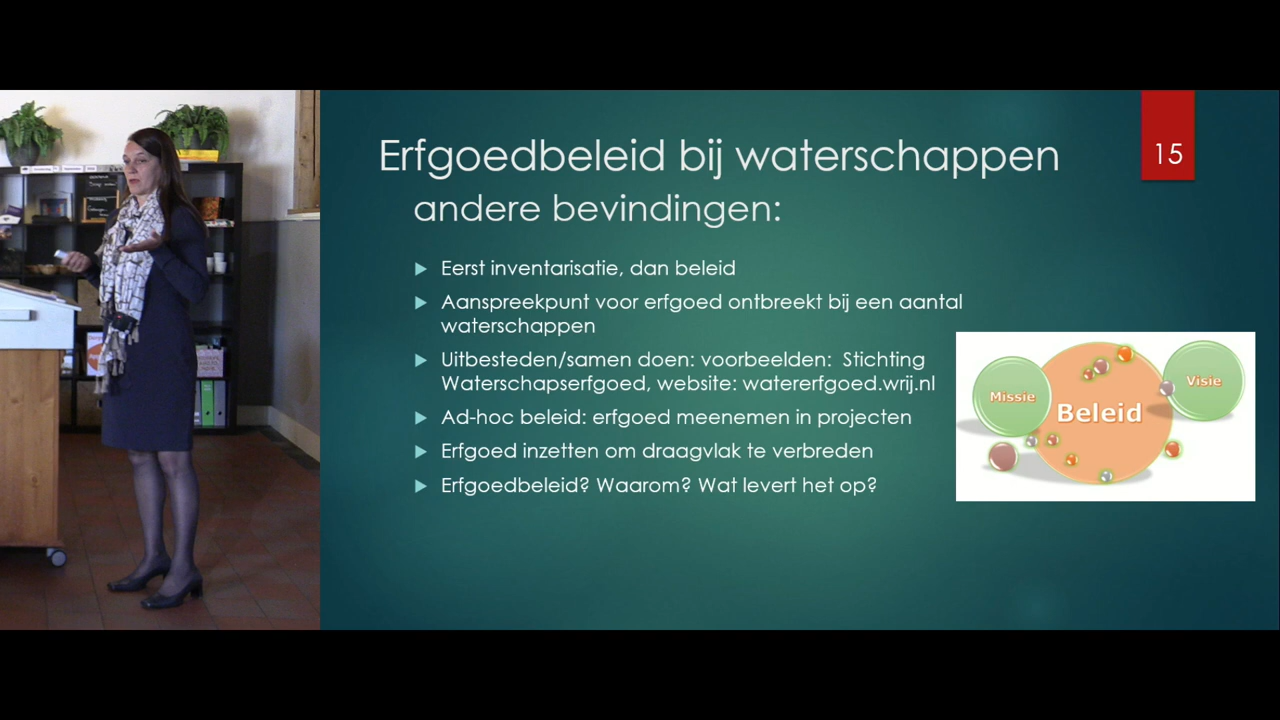 Erfgoedbeleid bij waterschappen
15
andere bevindingen:
Eerst inventarisatie, dan beleid
Aanspreekpunt voor erfgoed ontbreekt bij een aantal
waterschappen
Uitbesteden/samen doen: voorbeelden: Stichting
Waterschapserfgoed, website: watererfgoed.wrij.nl
Ad-hoc beleid: erfgoed meenemen in projecten
Erfgoed inzetten om draagvlak te verbreden
Erfgoedbeleid? Waarom? Wat levert het op?
Missie
Beleid
Visie